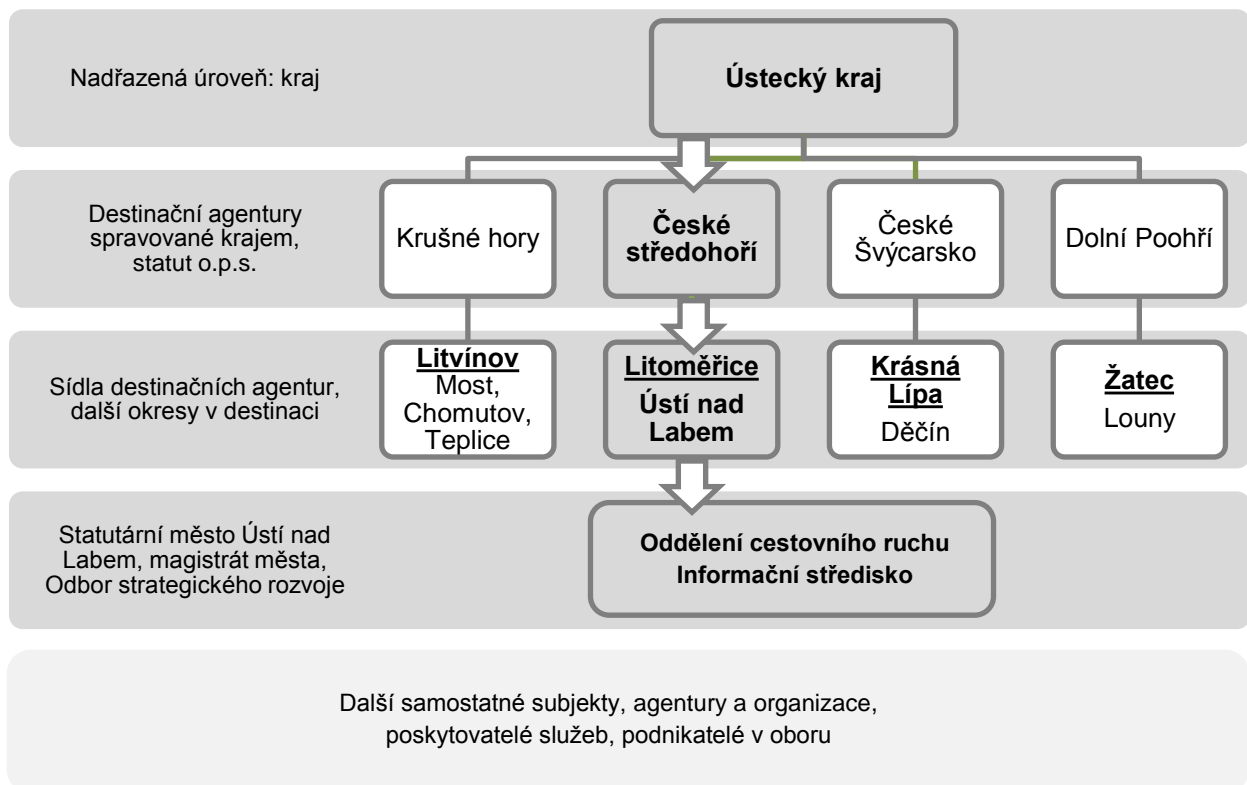 Nadřazená úroveň: kraj
Ústecký kraj
Destinační agentury
spravované krajem,
statut o.p.s.
Krušné hory
České
středohoří
České
Švýcarsko
Dolní Poohří
Sídla destinačních agentur,
další okresy v destinaci
Litvínov
Most,
Chomutov,
Teplice
Litoměřice
Ústí nad
Labem
Krásná
Lípa
Děčín
Žatec
Louny
Statutární město Ústí nad
Labem, magistrát města,
Odbor strategického rozvoje
Oddělení cestovního ruchu
Informační středisko
Další samostatné subjekty, agentury a organizace,
poskytovatelé služeb, podnikatelé v oboru